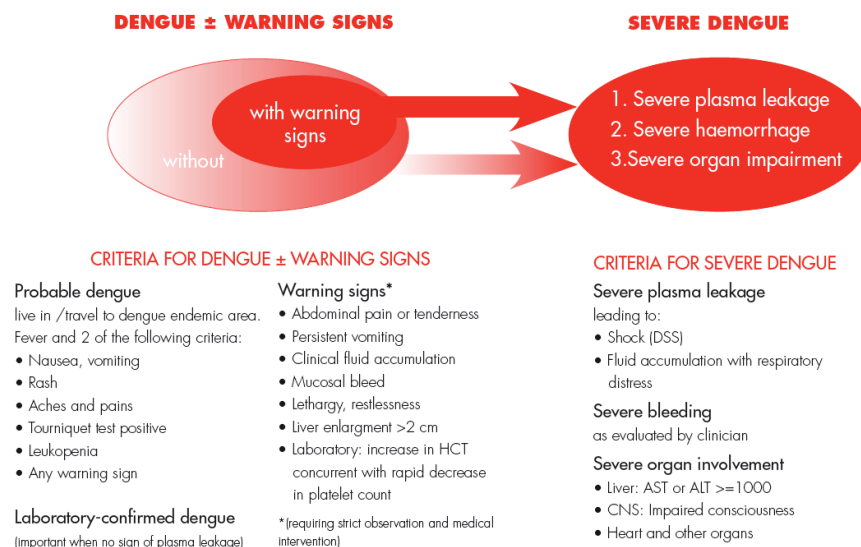 DENGUE ± WARNING SIGNS
SEVERE DENGUE
with warning
signs
without
1. Severe plasma leakage
2. Severe haemorrhage
3.Severe organ impairment
CRITERIA FOR DENGUE ± WARNING SIGNS
Probable dengue
live in /travel to dengue endemic area.
Fever and 2 of the following criteria:
• Nausea, vomiting
• Rash
• Aches and pains
• Tourniquet test positive
• Leukopenia
• Any warning sign
Laboratory-confirmed dengue
(important when no sign of plasma leakage)
Warning signs*
• Abdominal pain or tenderness
• Persistent vomiting
• Clinical fluid accumulation
• Mucosal bleed
• Lethargy, restlessness
• Liver enlargment >2 cm
• Laboratory: increase in HCT
concurrent with rapid decrease
in platelet count
*(requiring strict observation and medical
intervention)
CRITERIA FOR SEVERE DENGUE
Severe plasma leakage
leading to:
• Shock (DSS)
• Fluid accumulation with respiratory
distress
Severe bleeding
as evaluated by clinician
Severe organ involvement
• Liver: AST or ALT >=1000
• CNS: Impaired consciousness
• Heart and other organs